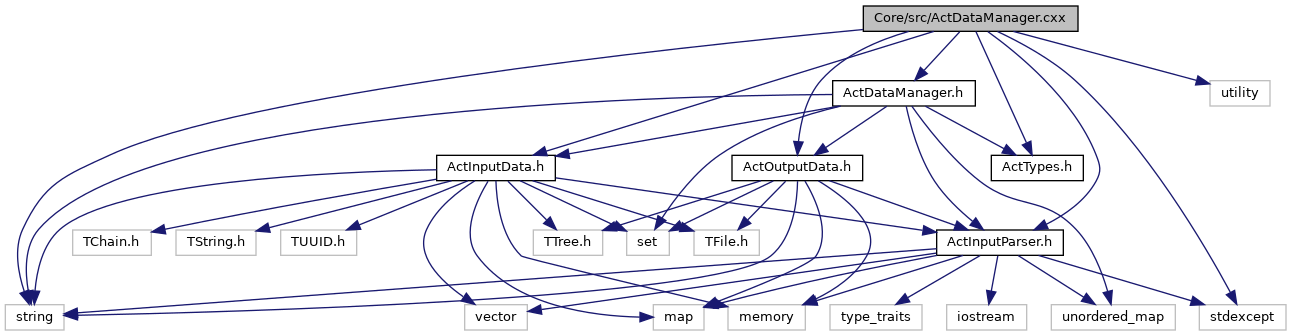 Core/src/ActDataManager.cxx
ActDataManager.h
utility
ActInputData.h
ActOutputData.h
ActTypes.h
TChain.h
TString.h
TUUID.h
TTree.h
set
TFile.h
ActInputParser.h
string
vector
map
memory
type_traits
iostream
unordered_map
stdexcept